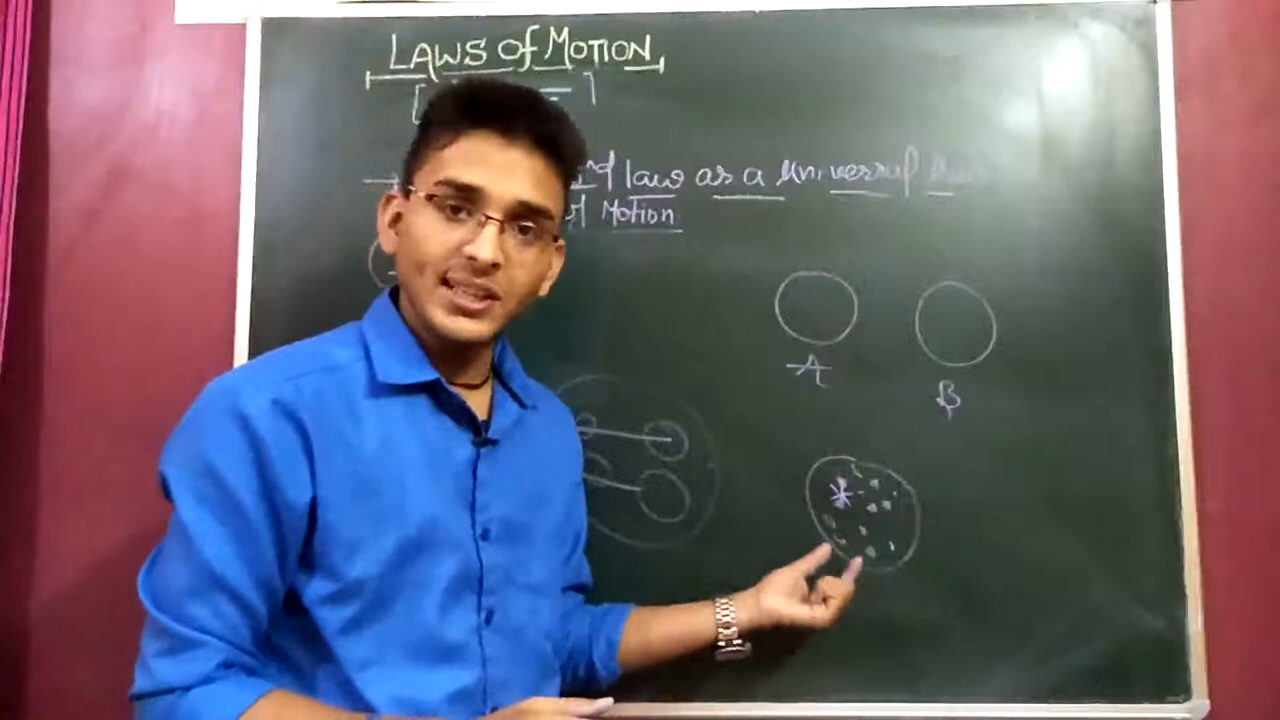 LAWS of MOTION
law as a universal
of Motion
A
B